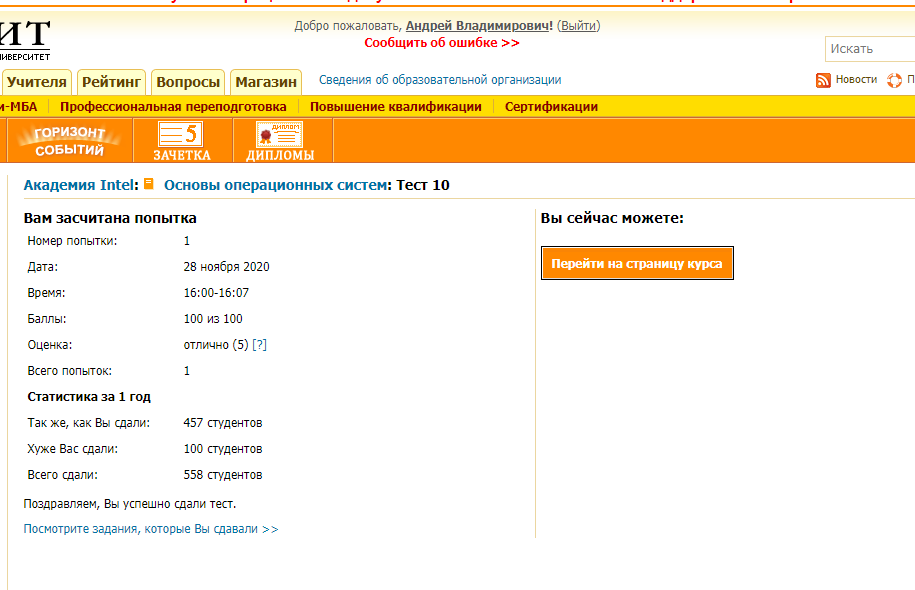 Добро пожаловать, Андрей Владимирович! (Выйти)
ИТ
Сообщить об ошибке >>
Искать
Учителя Рейтинг Вопросы Магазин Сведения об образовательной организации Новости
и-МБА Профессиональная переподготовка Повышение квалификации Сертификации
ГОРИЗОНТ СОБЫТИЙ
5 ЗАЧЕТКА
ДИПЛОМ ДИПЛОМЫ
Академия Intel: Основы операционных систем: Тест 10
Вам засчитана попытка
Номер попытки: 1
Дата: 28 ноября 2020
Время: 16:00-16:07
Баллы: 100 из 100
Оценка: отлично (5) [?]
Всего попыток: 1
Статистика за 1 год
Так же, как Вы сдали: 457 студентов
Хуже Вас сдали: 100 студентов
Всего сдали: 558 студентов
Поздравляем, Вы успешно сдали тест.
Посмотрите задания, которые Вы сдавали >>
Вы сейчас можете:
Перейти на страницу курса